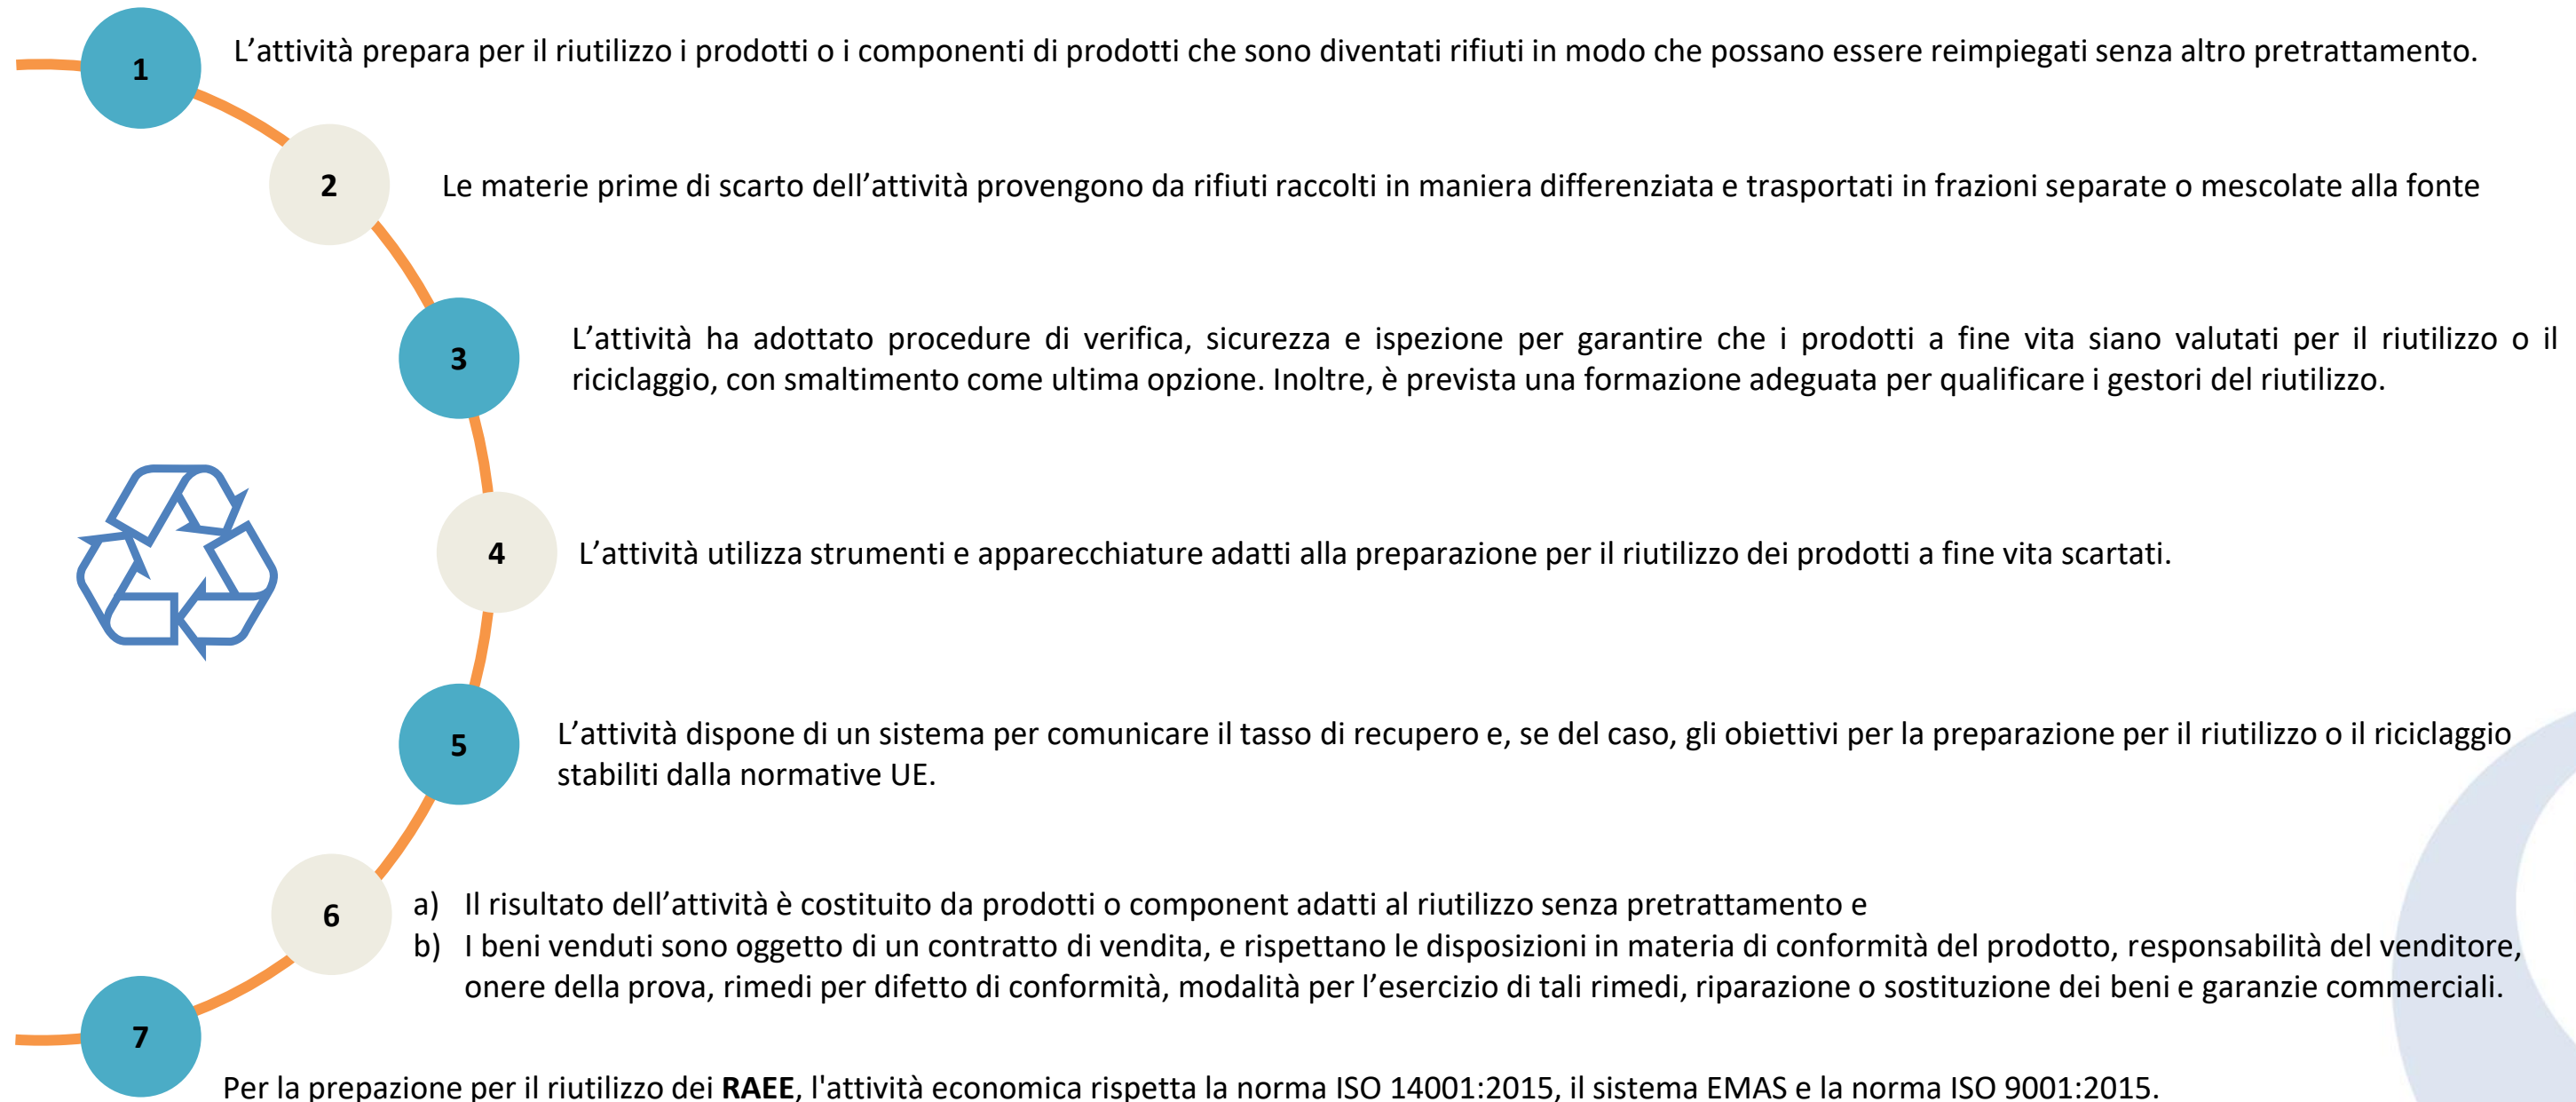 1
L’attività prepara per il riutilizzo i prodotti o i componenti di prodotti che sono diventati rifiuti in modo che possano essere reimpiegati senza altro pretrattamento.
2
Le materie prime di scarto dell’attività provengono da rifiuti raccolti in maniera differenziata e trasportati in frazioni separate o mescolate alla fonte
3
L’attività ha adottato procedure di verifica, sicurezza e ispezione per garantire che i prodotti a fine vita siano valutati per il riutilizzo o il
riciclaggio, con smaltimento come ultima opzione. Inoltre, è prevista una formazione adeguata per qualificare i gestori del riutilizzo.
4
L’attività utilizza strumenti e apparecchiature adatti alla preparazione per il riutilizzo dei prodotti a fine vita scartati.
5
L’attività dispone di un sistema per comunicare il tasso di recupero e, se del caso, gli obiettivi per la preparazione per il riutilizzo o il riciclaggio
stabiliti dalla normative UE.
6
a) Il risultato dell’attività è costituito da prodotti o component adatti al riutilizzo senza pretrattamento e
b) I beni venduti sono oggetto di un contratto di vendita, e rispettano le disposizioni in materia di conformità del prodotto, responsabilità del venditore,
onere della prova, rimedi per difetto di conformità, modalità per l’esercizio di tali rimedi, riparazione o sostituzione dei beni e garanzie commerciali.
7
Per la prepazione per il riutilizzo dei RAEE, l'attività economica rispetta la norma ISO 14001:2015, il sistema EMAS e la norma ISO 9001:2015.